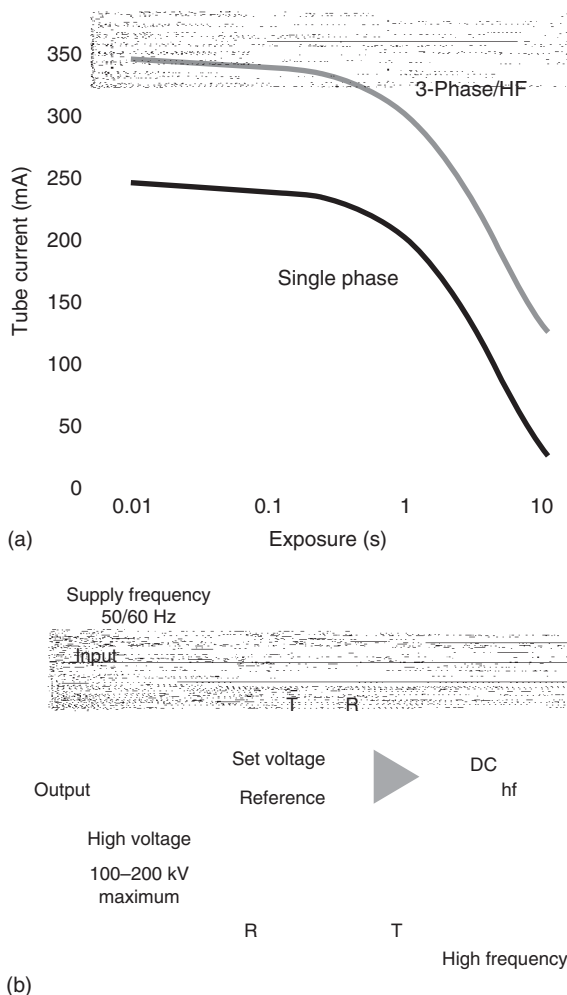 350
300
250
200
150
100
50
0
Tube current (mA)
3-Phase/HF
Single phase
0.01 0.1 1 10
Exposure (s)
(a)
Supply frequency
50/60 Hz
Input
T R
Set voltage
Reference
DC
hf
Output
High voltage
100–200 kV
maximum
R T
High frequency
(b)